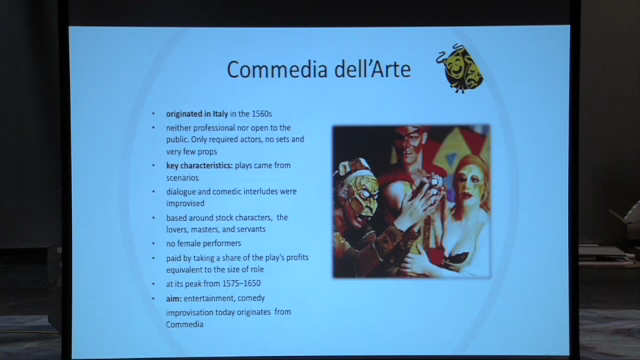 Commedia dell'Arte
• originated in Italy in the 1560s
• neither professional nor open to the
public. Only required actors, no sets and
very few props
• key characteristics: plays came from
scenarios
• dialogue and comedic interludes were
improvised
• based around stock characters, the
lovers, masters, and servants
• no female performers
• paid by taking a share of the play's profits
equivalent to the size of role
• at its peak from 1575–1650
• aim: entertainment, comedy
improvisation today originates from
Commedia